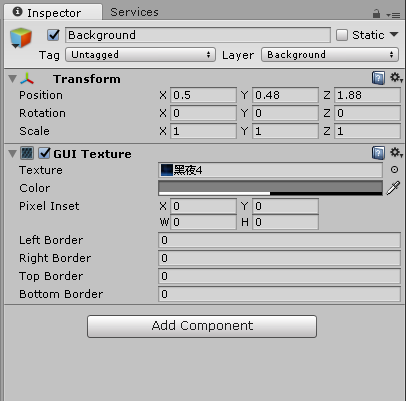 Inspector Services
Background Static
Tag Untagged Layer Background
Transform
Position X 0.5 Y 0.48 Z 1.88
Rotation X 0 Y 0 Z 0
Scale X 1 Y 1 Z 1
GUI Texture
Texture 黑夜4
Color
Pixel Inset X 0 Y 0
W 0 H 0
Left Border 0
Right Border 0
Top Border 0
Bottom Border 0
Add Component